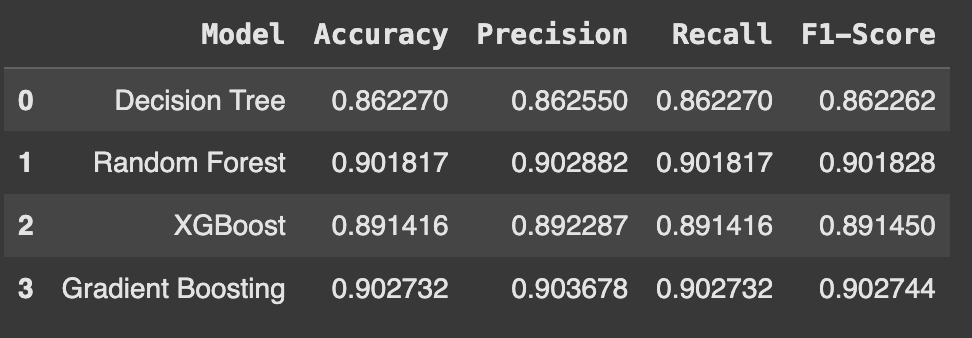 Model Accuracy Precision Recall F1-Score
0 Decision Tree 0.862270 0.862550 0.862270 0.862262
1 Random Forest 0.901817 0.902882 0.901817 0.901828
2 XGBoost 0.891416 0.892287 0.891416 0.891450
3 Gradient Boosting 0.902732 0.903678 0.902732 0.902744